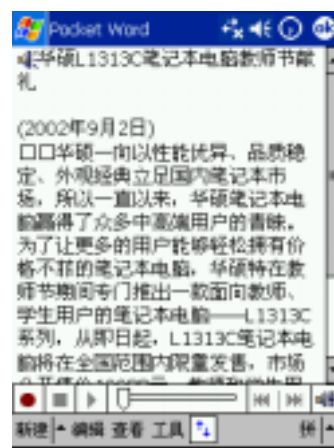 Pocket Word
华硕L1313C笔记本电脑教师节献
礼
(2002年9月2日)
□□华硕一向以性能优异、品质稳
定、外观经典立足国内笔记本市
场，所以一直以来，华硕笔记本电
脑赢得了众多中高端用户的青睐。
为了让更多的用户能够轻松拥有价
格不菲的笔记本电脑，华硕特在教
师节期间专门推出一款面向教师、
学生用户的笔记本电脑——L1313C
系列，从即日起，L1313C笔记本电
脑将在全国范围内限量发售，市场
新建 编辑 查看 工具 拼